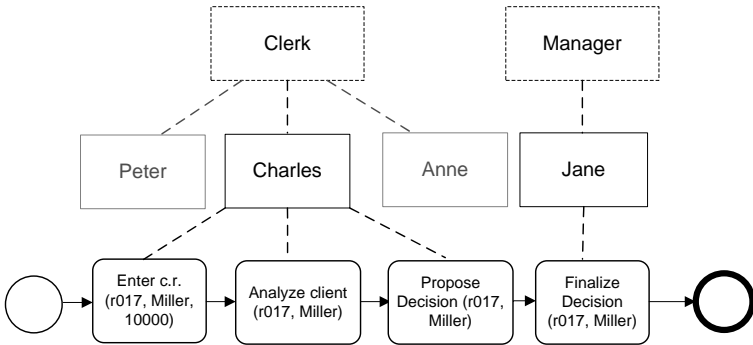 Clerk
Manager
Peter
Charles
Anne
Jane
Enter c.r.
(r017, Miller,
10000)
Analyze client
(r017, Miller)
Propose
Decision (r017,
Miller)
Finalize
Decision
(r017, Miller)